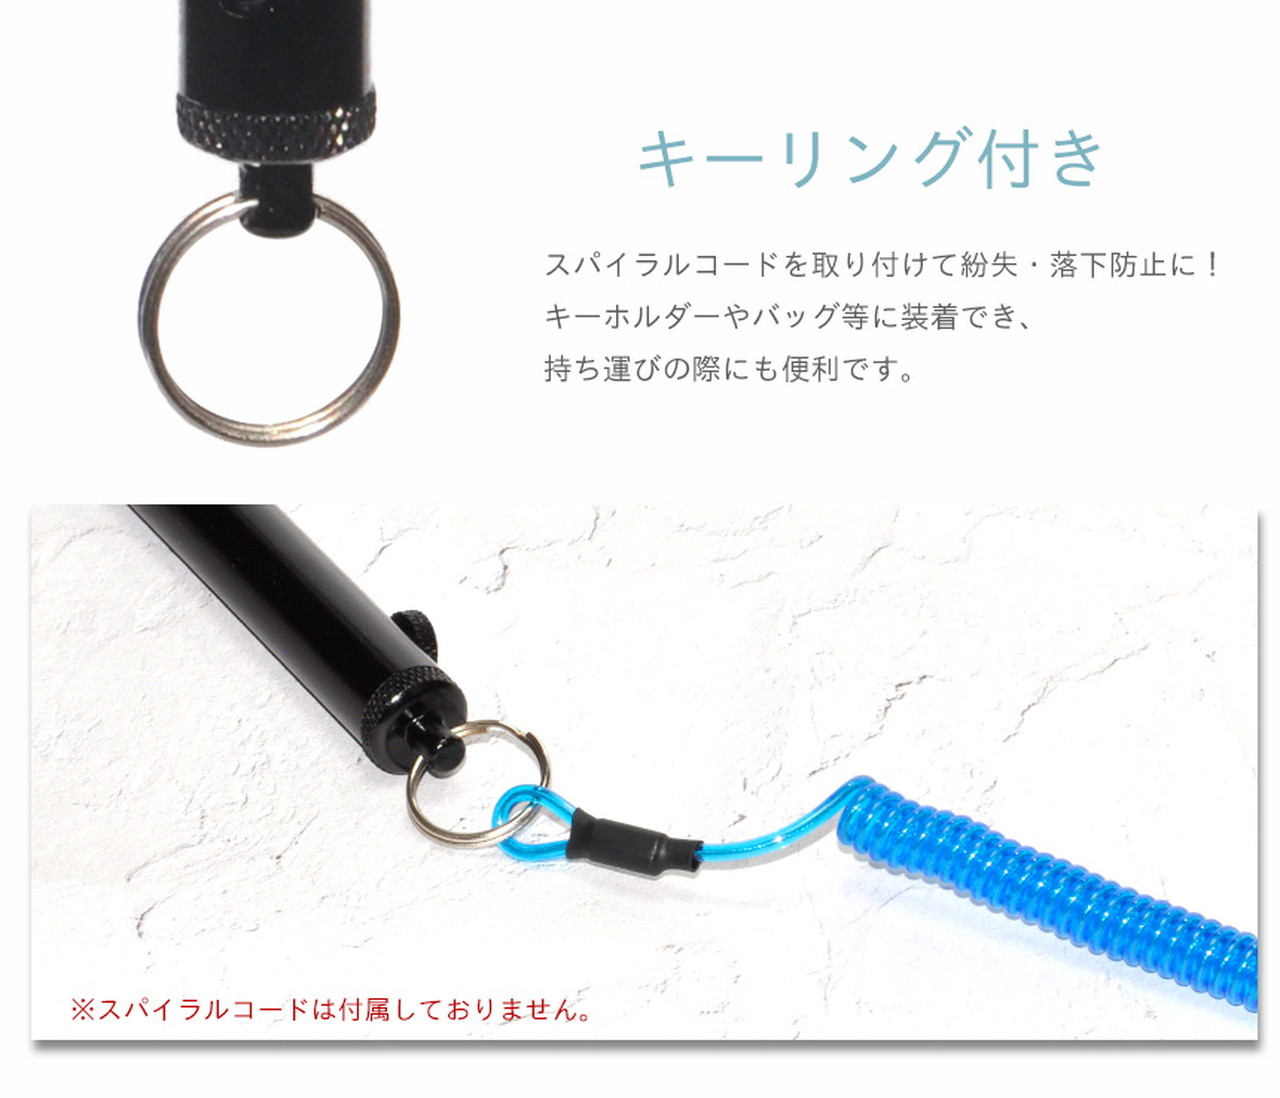 キーリング付き
スパイラルコードを取り付けて紛失・落下防止に！
キーホルダーやバッグ等に装着でき、
持ち運びの際にも便利です。
※スパイラルコードは付属しておりません。